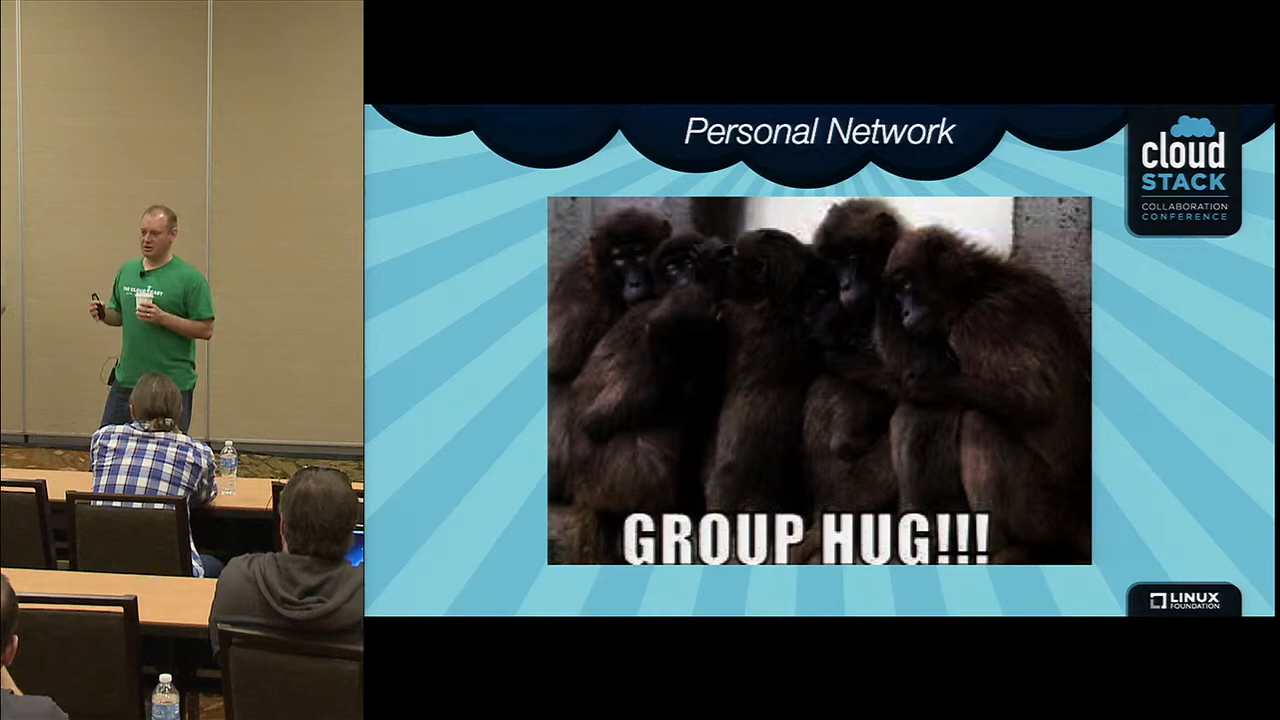 Personal Network
cloud
STACK
COLLABORATION
CONFERENCE
GROUP HUG!!!
LINUX
FOUNDATION